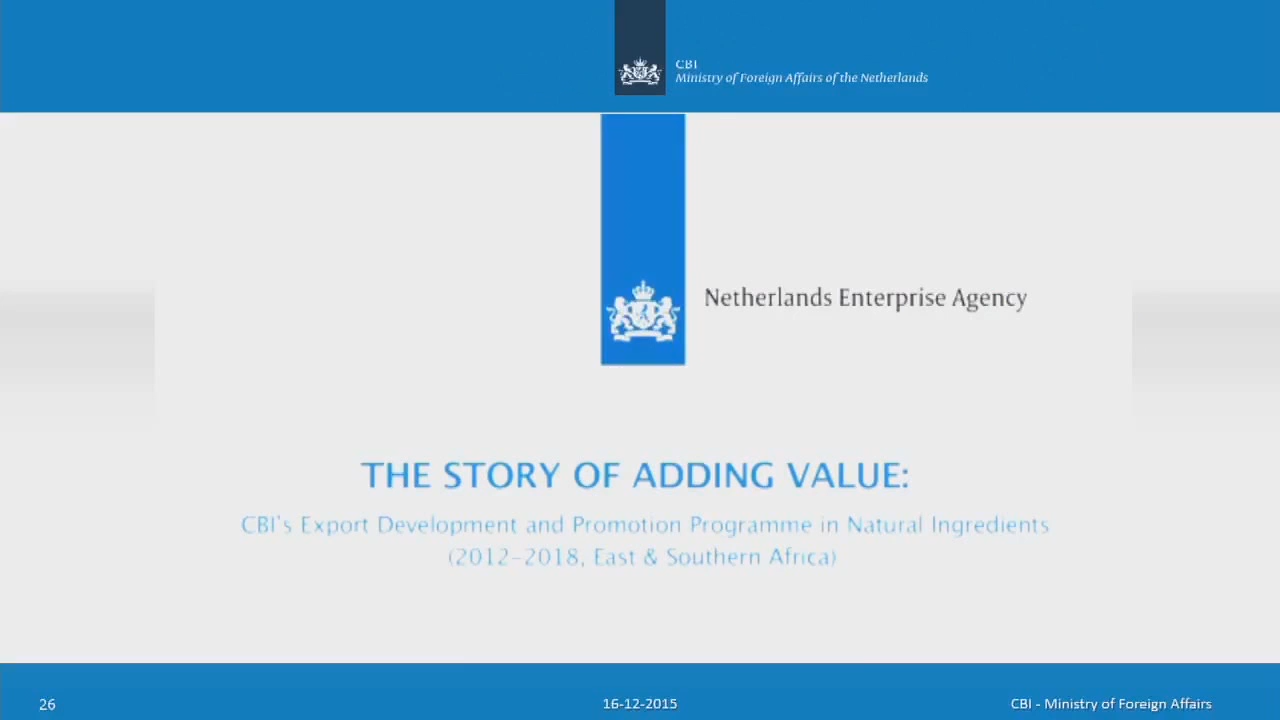 CBI
Ministry of Foreign Affairs of the Netherlands
Netherlands Enterprise Agency
THE STORY OF ADDING VALUE:
CBI's Export Development and Promotion Programme in Natural Ingredients
(2012–2018, East & Southern Africa)
26
16-12-2015
CBI - Ministry of Foreign Affairs